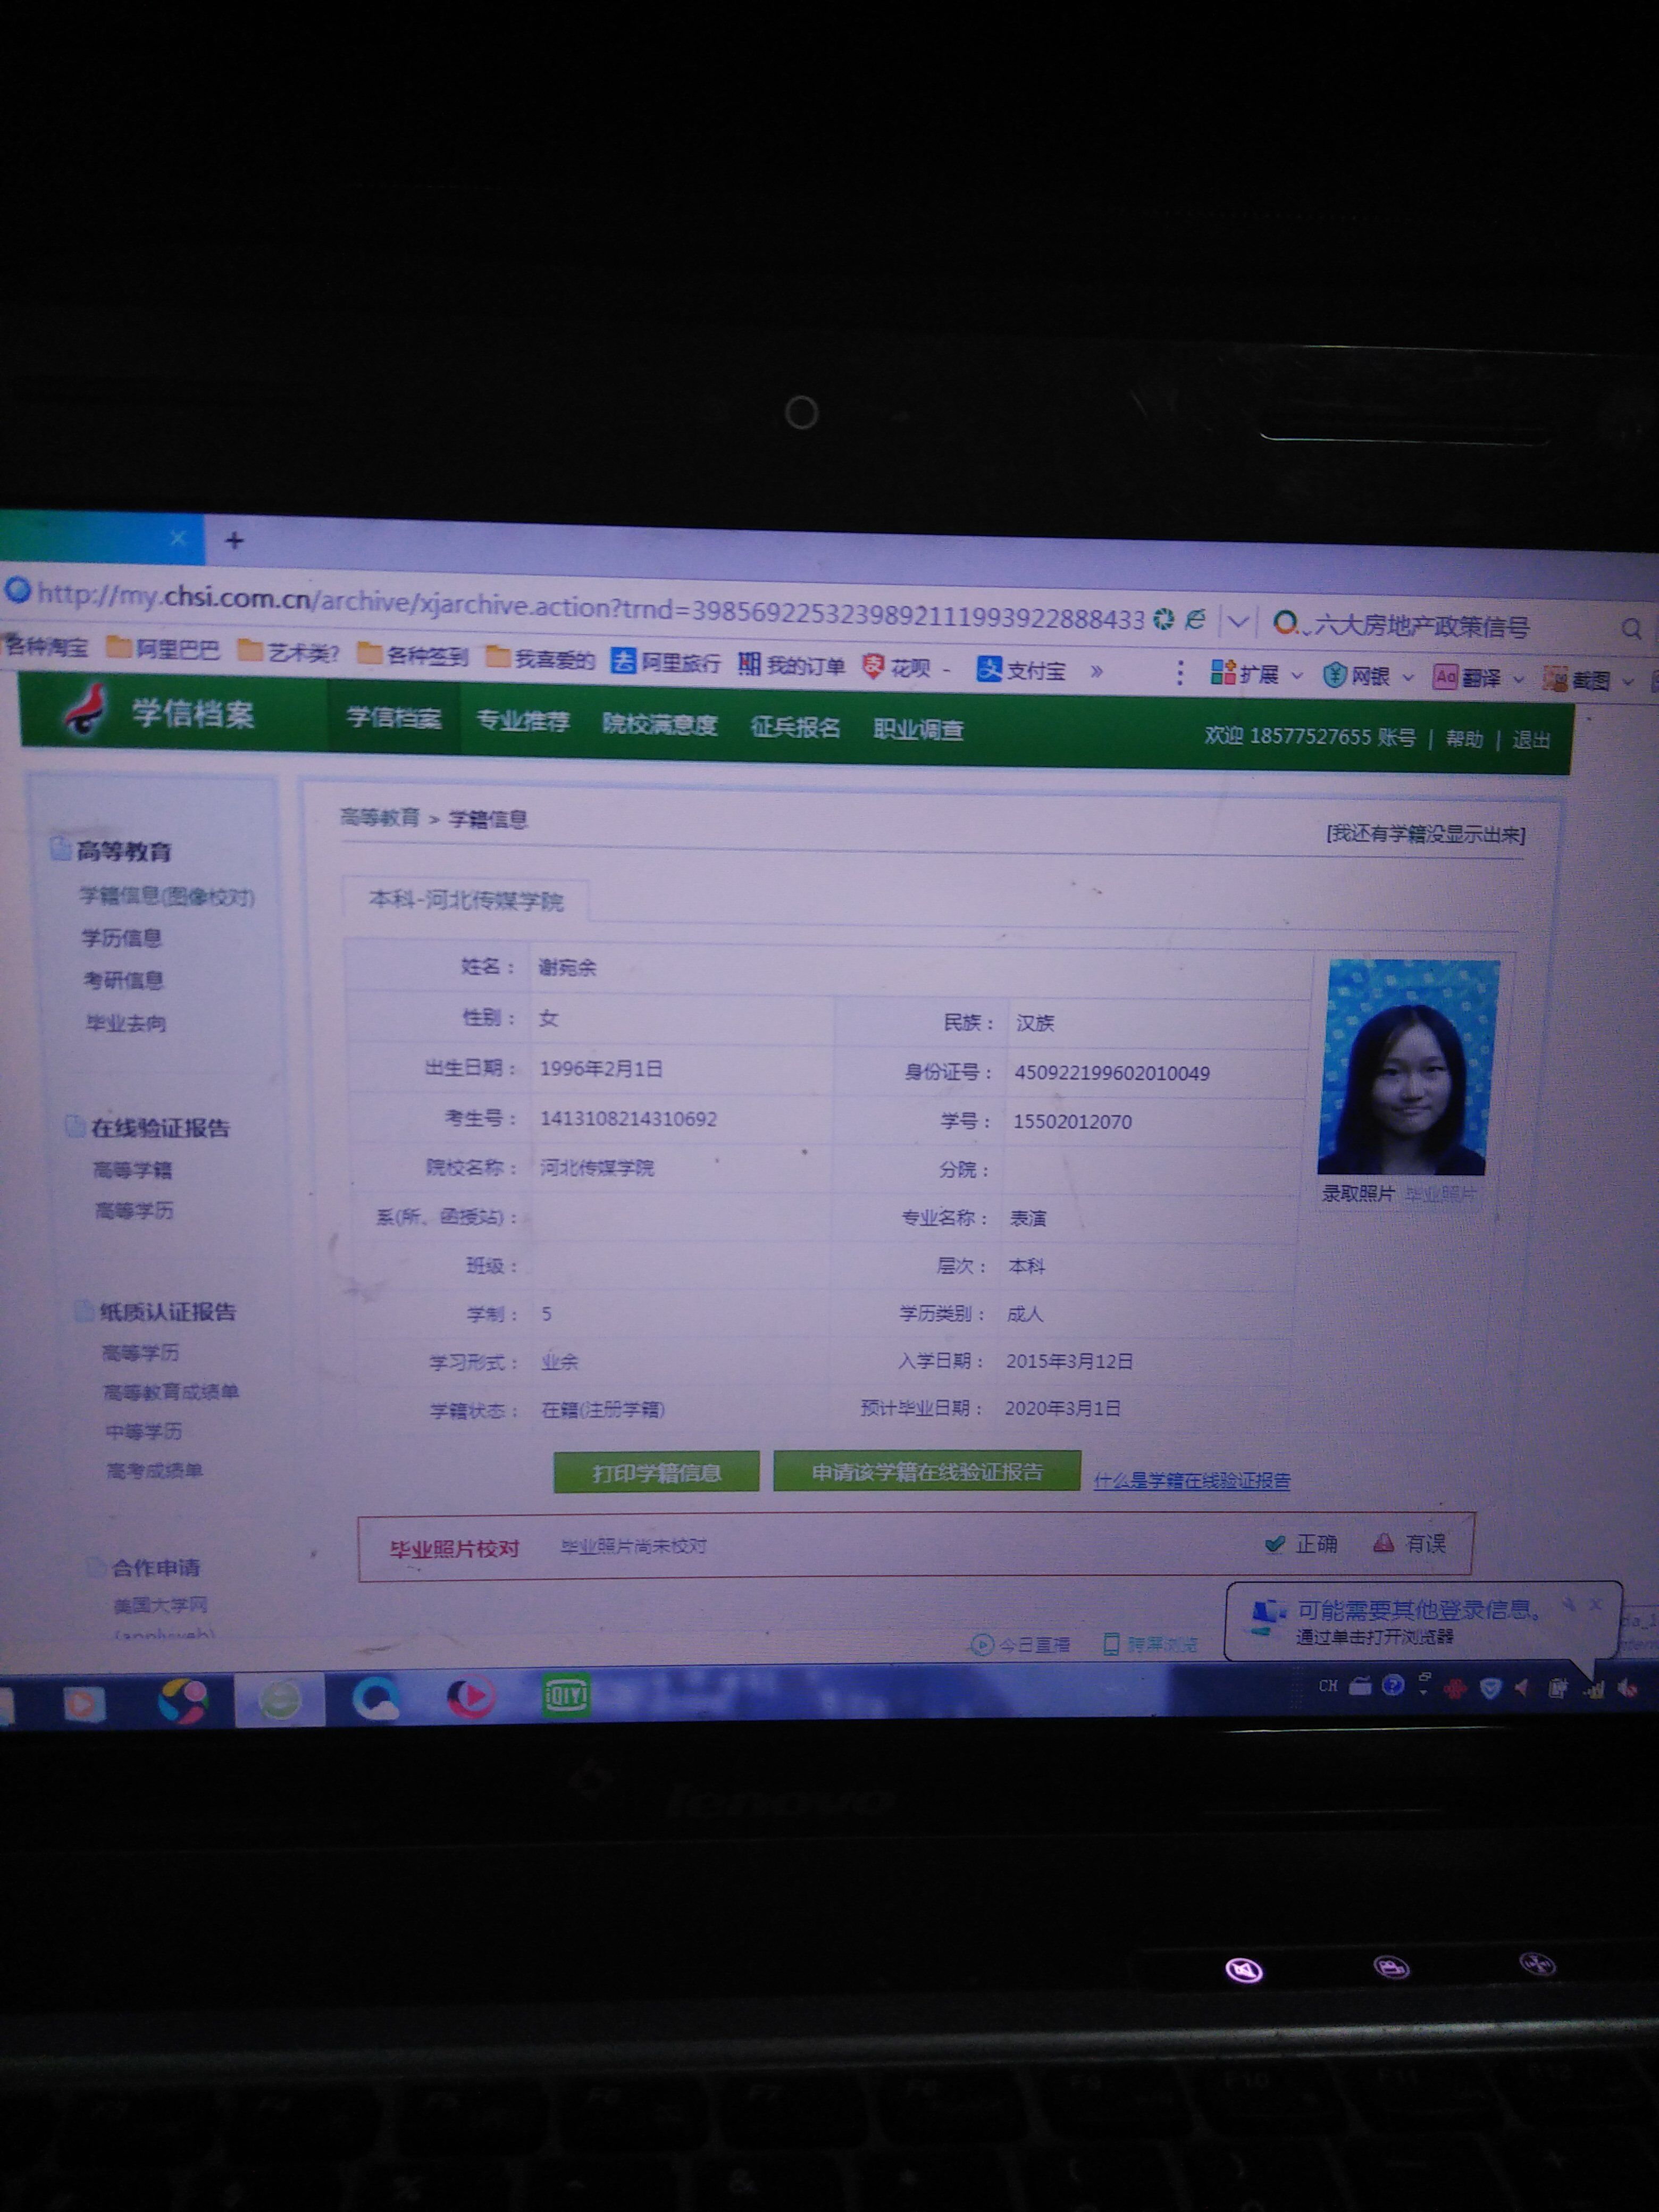 http://my.chsi.com.cn/archive/xjarchive.action?trnd=39856922532398921119939228884​33 六大房地产政策信号
各种淘宝 阿里巴巴 艺术类? 各种签到 我喜爱的 去 阿里旅行 我的订单 花呗 - 支 支付宝 » 扩展 网银 Aa 翻译 截图
学信档案 学信档案 专业推荐 院校满意度 征兵报名 职业调查 欢迎 18577527655 账号 | 帮助 | 退出
高等教育 > 学籍信息 [我还有学籍没显示出来]
高等教育
学籍信息(图像校对)
学历信息
考研信息
毕业去向
在线验证报告
高等学籍
高等学历
纸质认证报告
高等学历
高等教育成绩单
中等学历
高考成绩单
合作申请
美国大学网
(applyweb)
本科-河北传媒学院
姓名： 谢宛余
性别： 女 民族： 汉族
出生日期： 1996年2月1日 身份证号： 450922199602010049
考生号： 1413108214310692 学号： 15502012070
院校名称： 河北传媒学院 分院：
系(所、函授站)： 专业名称： 表演
班级： 层次： 本科
学制： 5 学历类别： 成人
学习形式： 业余 入学日期： 2015年3月12日
学籍状态： 在籍(注册学籍) 预计毕业日期： 2020年3月1日
录取照片 毕业照片
打印学籍信息 申请该学籍在线验证报告 什么是学籍在线验证报告
毕业照片校对 毕业照片尚未校对 正确 有误
可能需要其他登录信息。
通过单击打开浏览器
今日直播 跨屏浏览
iQIYI CH
lenovo